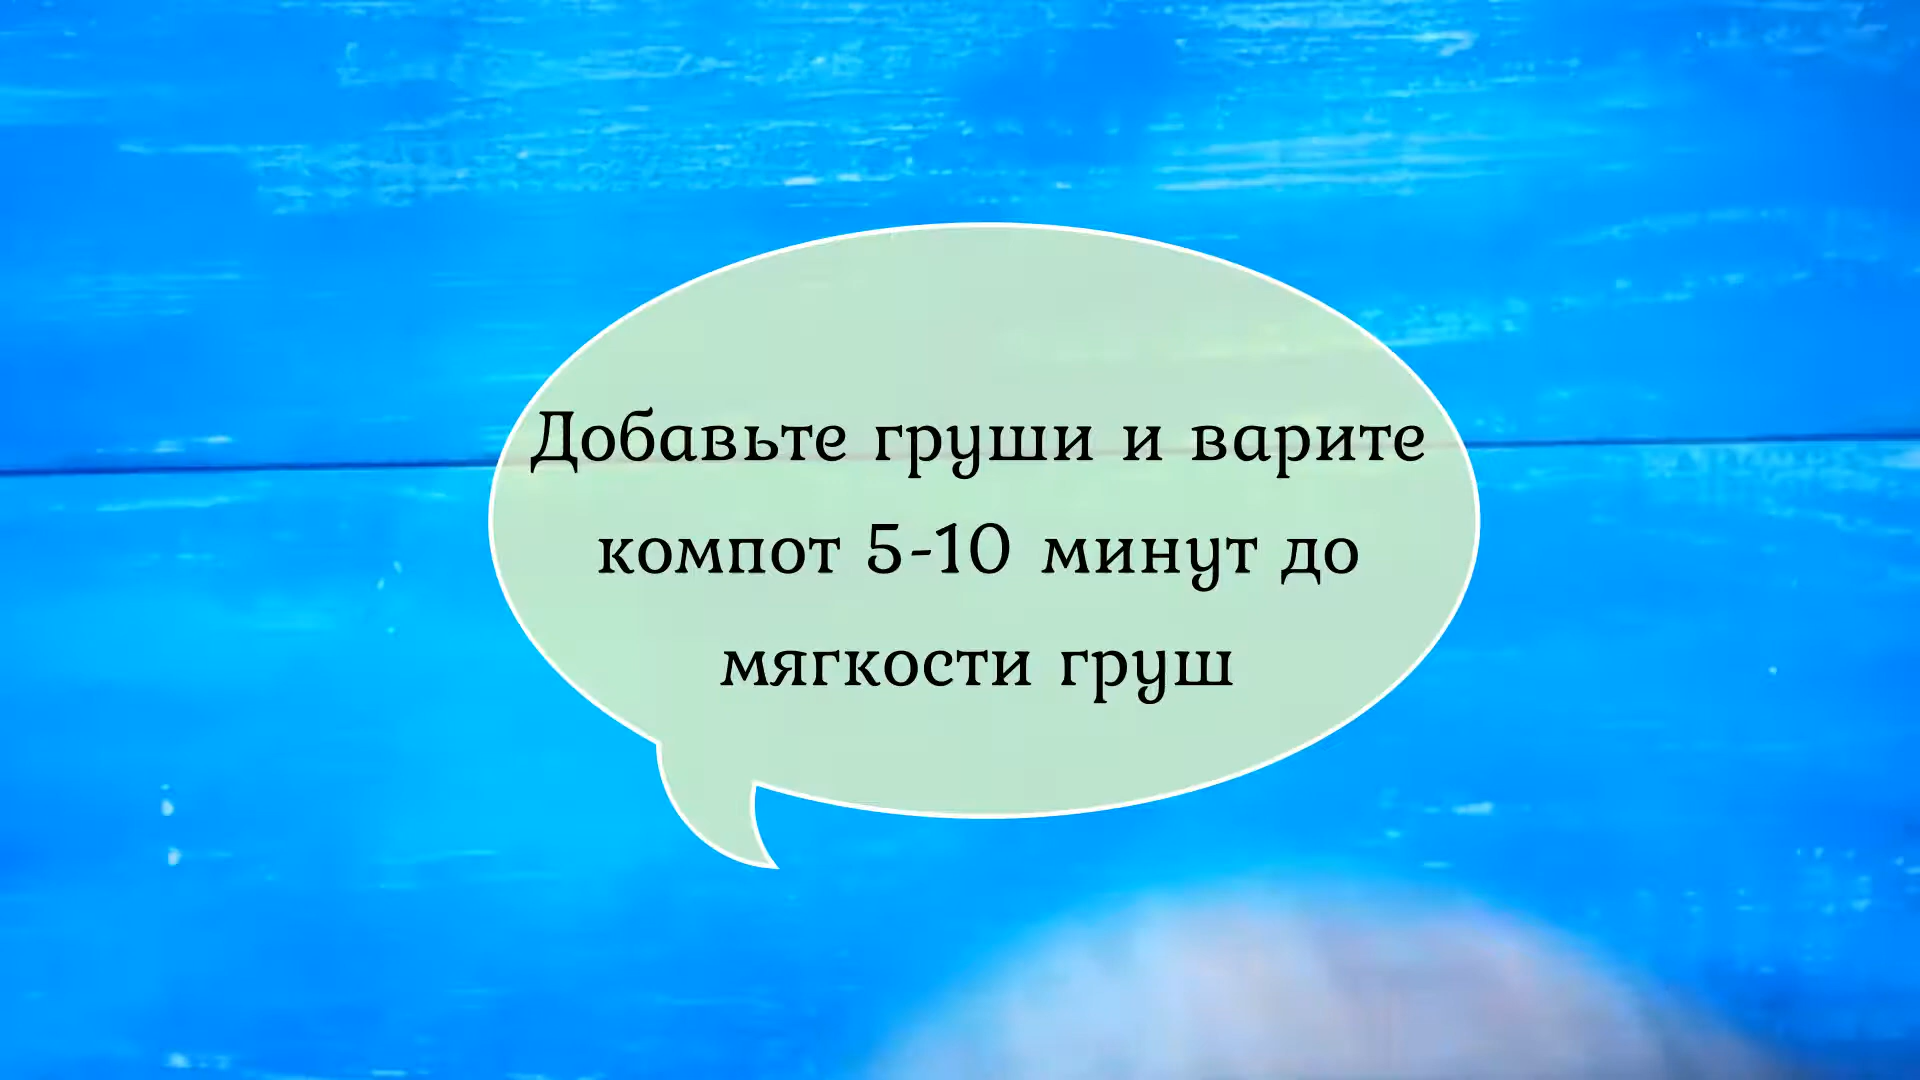 Добавьте груши и варите
компот 5-10 минут до
мягкости груш